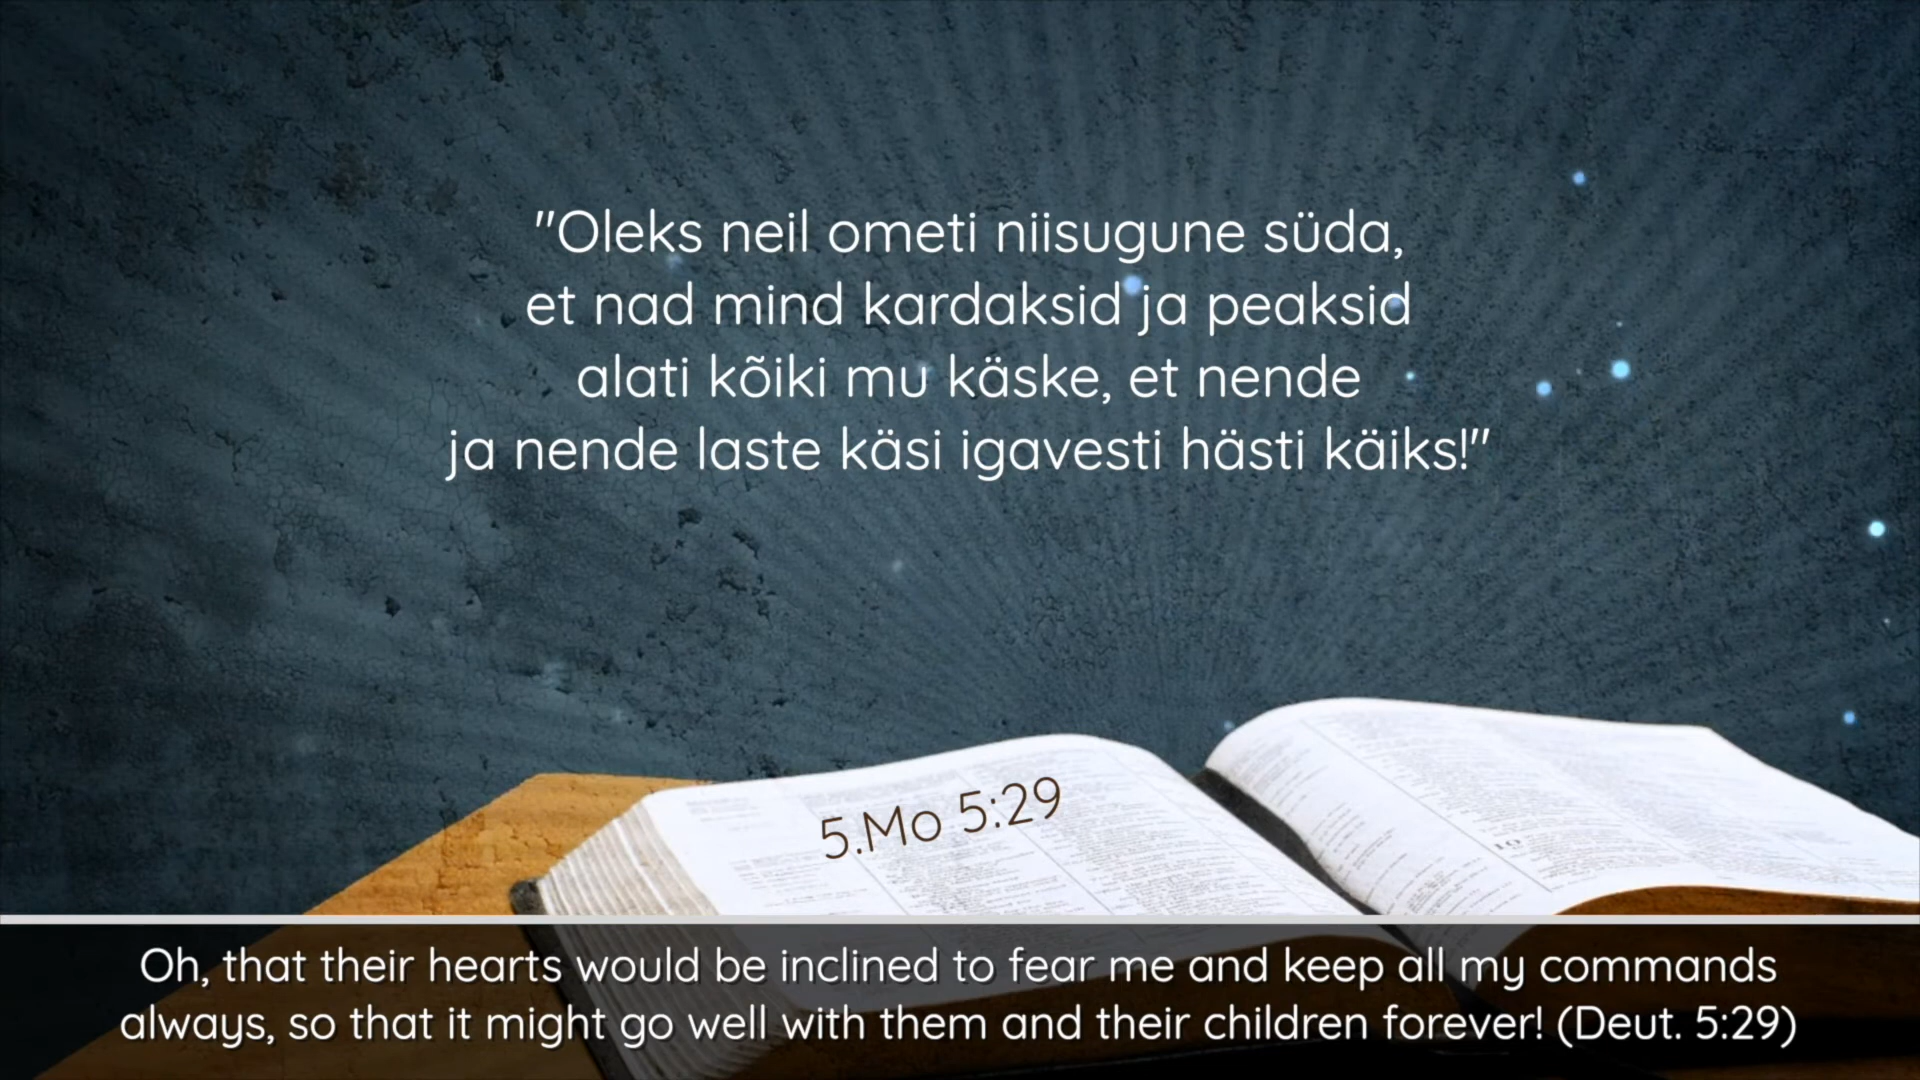 "Oleks neil ometi niisugune süda,
et nad mind kardaksid ja peaksid
alati kõiki mu käske, et nende
ja nende laste käsi igavesti hästi käiks!"
5.Mo 5:29
Oh, that their hearts would be inclined to fear me and keep all my commands
always, so that it might go well with them and their children forever! (Deut. 5:29)